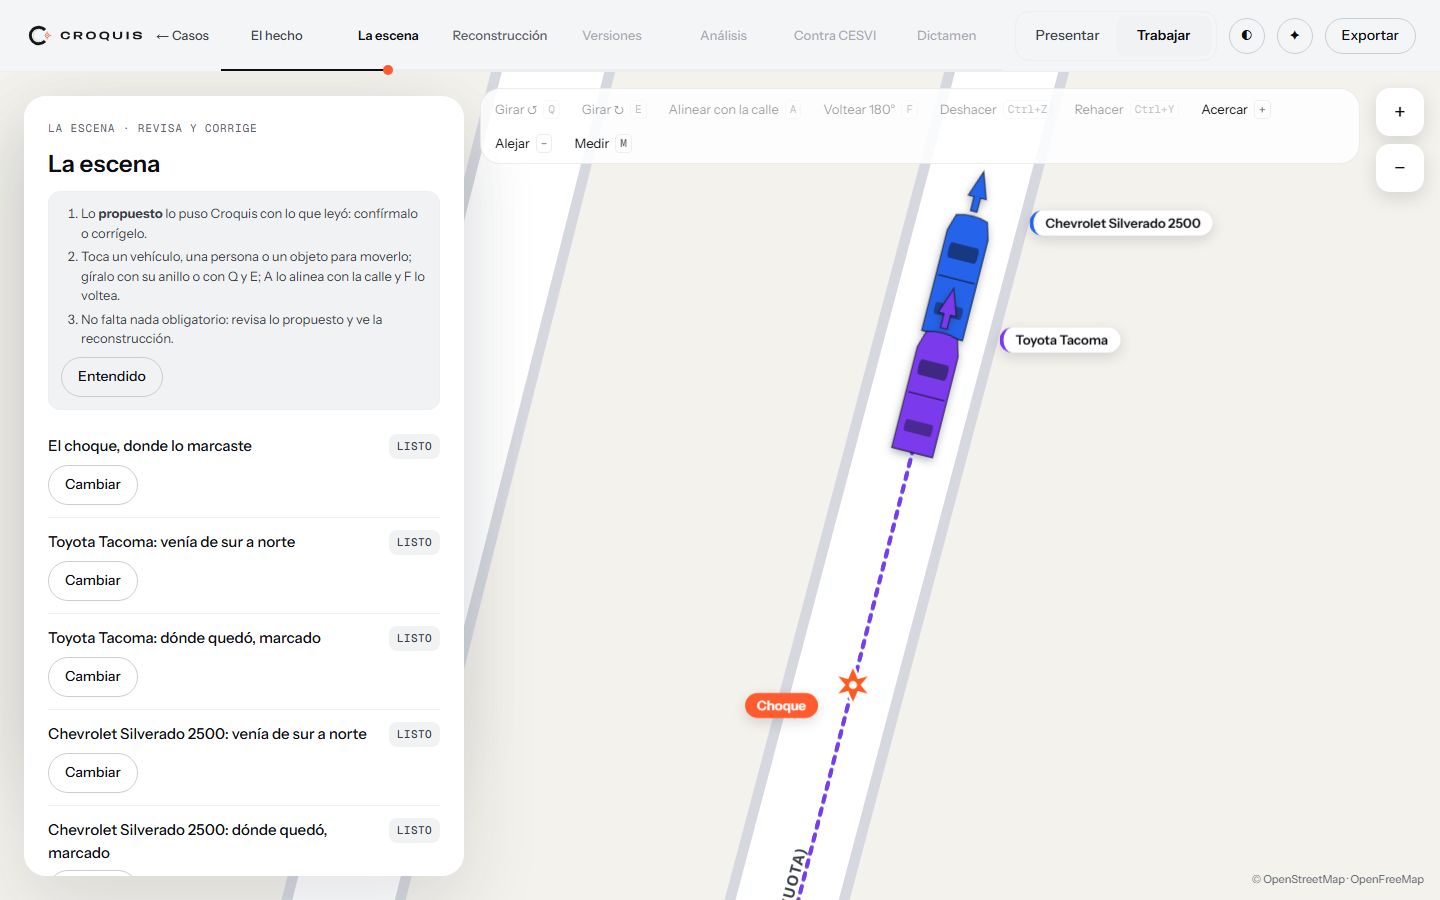 CROQUIS
← Casos
El hecho
La escena
Reconstrucción
Versiones
Análisis
Contra CESVI
Dictamen
Presentar
Trabajar
Exportar
LA ESCENA · REVISA Y CORRIGE
La escena
1. Lo propuesto lo puso Croquis con lo que leyó: confírmalo
o corrígelo.
2. Toca un vehículo, una persona o un objeto para moverlo;
gíralo con su anillo o con Q y E; A lo alinea con la calle y F lo
voltea.
3. No falta nada obligatorio: revisa lo propuesto y ve la
reconstrucción.
Entendido
El choque, donde lo marcaste
LISTO
Cambiar
Toyota Tacoma: venía de sur a norte
LISTO
Cambiar
Toyota Tacoma: dónde quedó, marcado
LISTO
Cambiar
Chevrolet Silverado 2500: venía de sur a norte
LISTO
Cambiar
Chevrolet Silverado 2500: dónde quedó,
marcado
LISTO
Girar ↺ Q
Girar ↻ E
Alinear con la calle A
Voltear 180° F
Deshacer Ctrl+Z
Rehacer Ctrl+Y
Acercar +
Alejar −
Medir M
+
−
Chevrolet Silverado 2500
Toyota Tacoma
Choque
UOTA)
© OpenStreetMap · OpenFreeMap